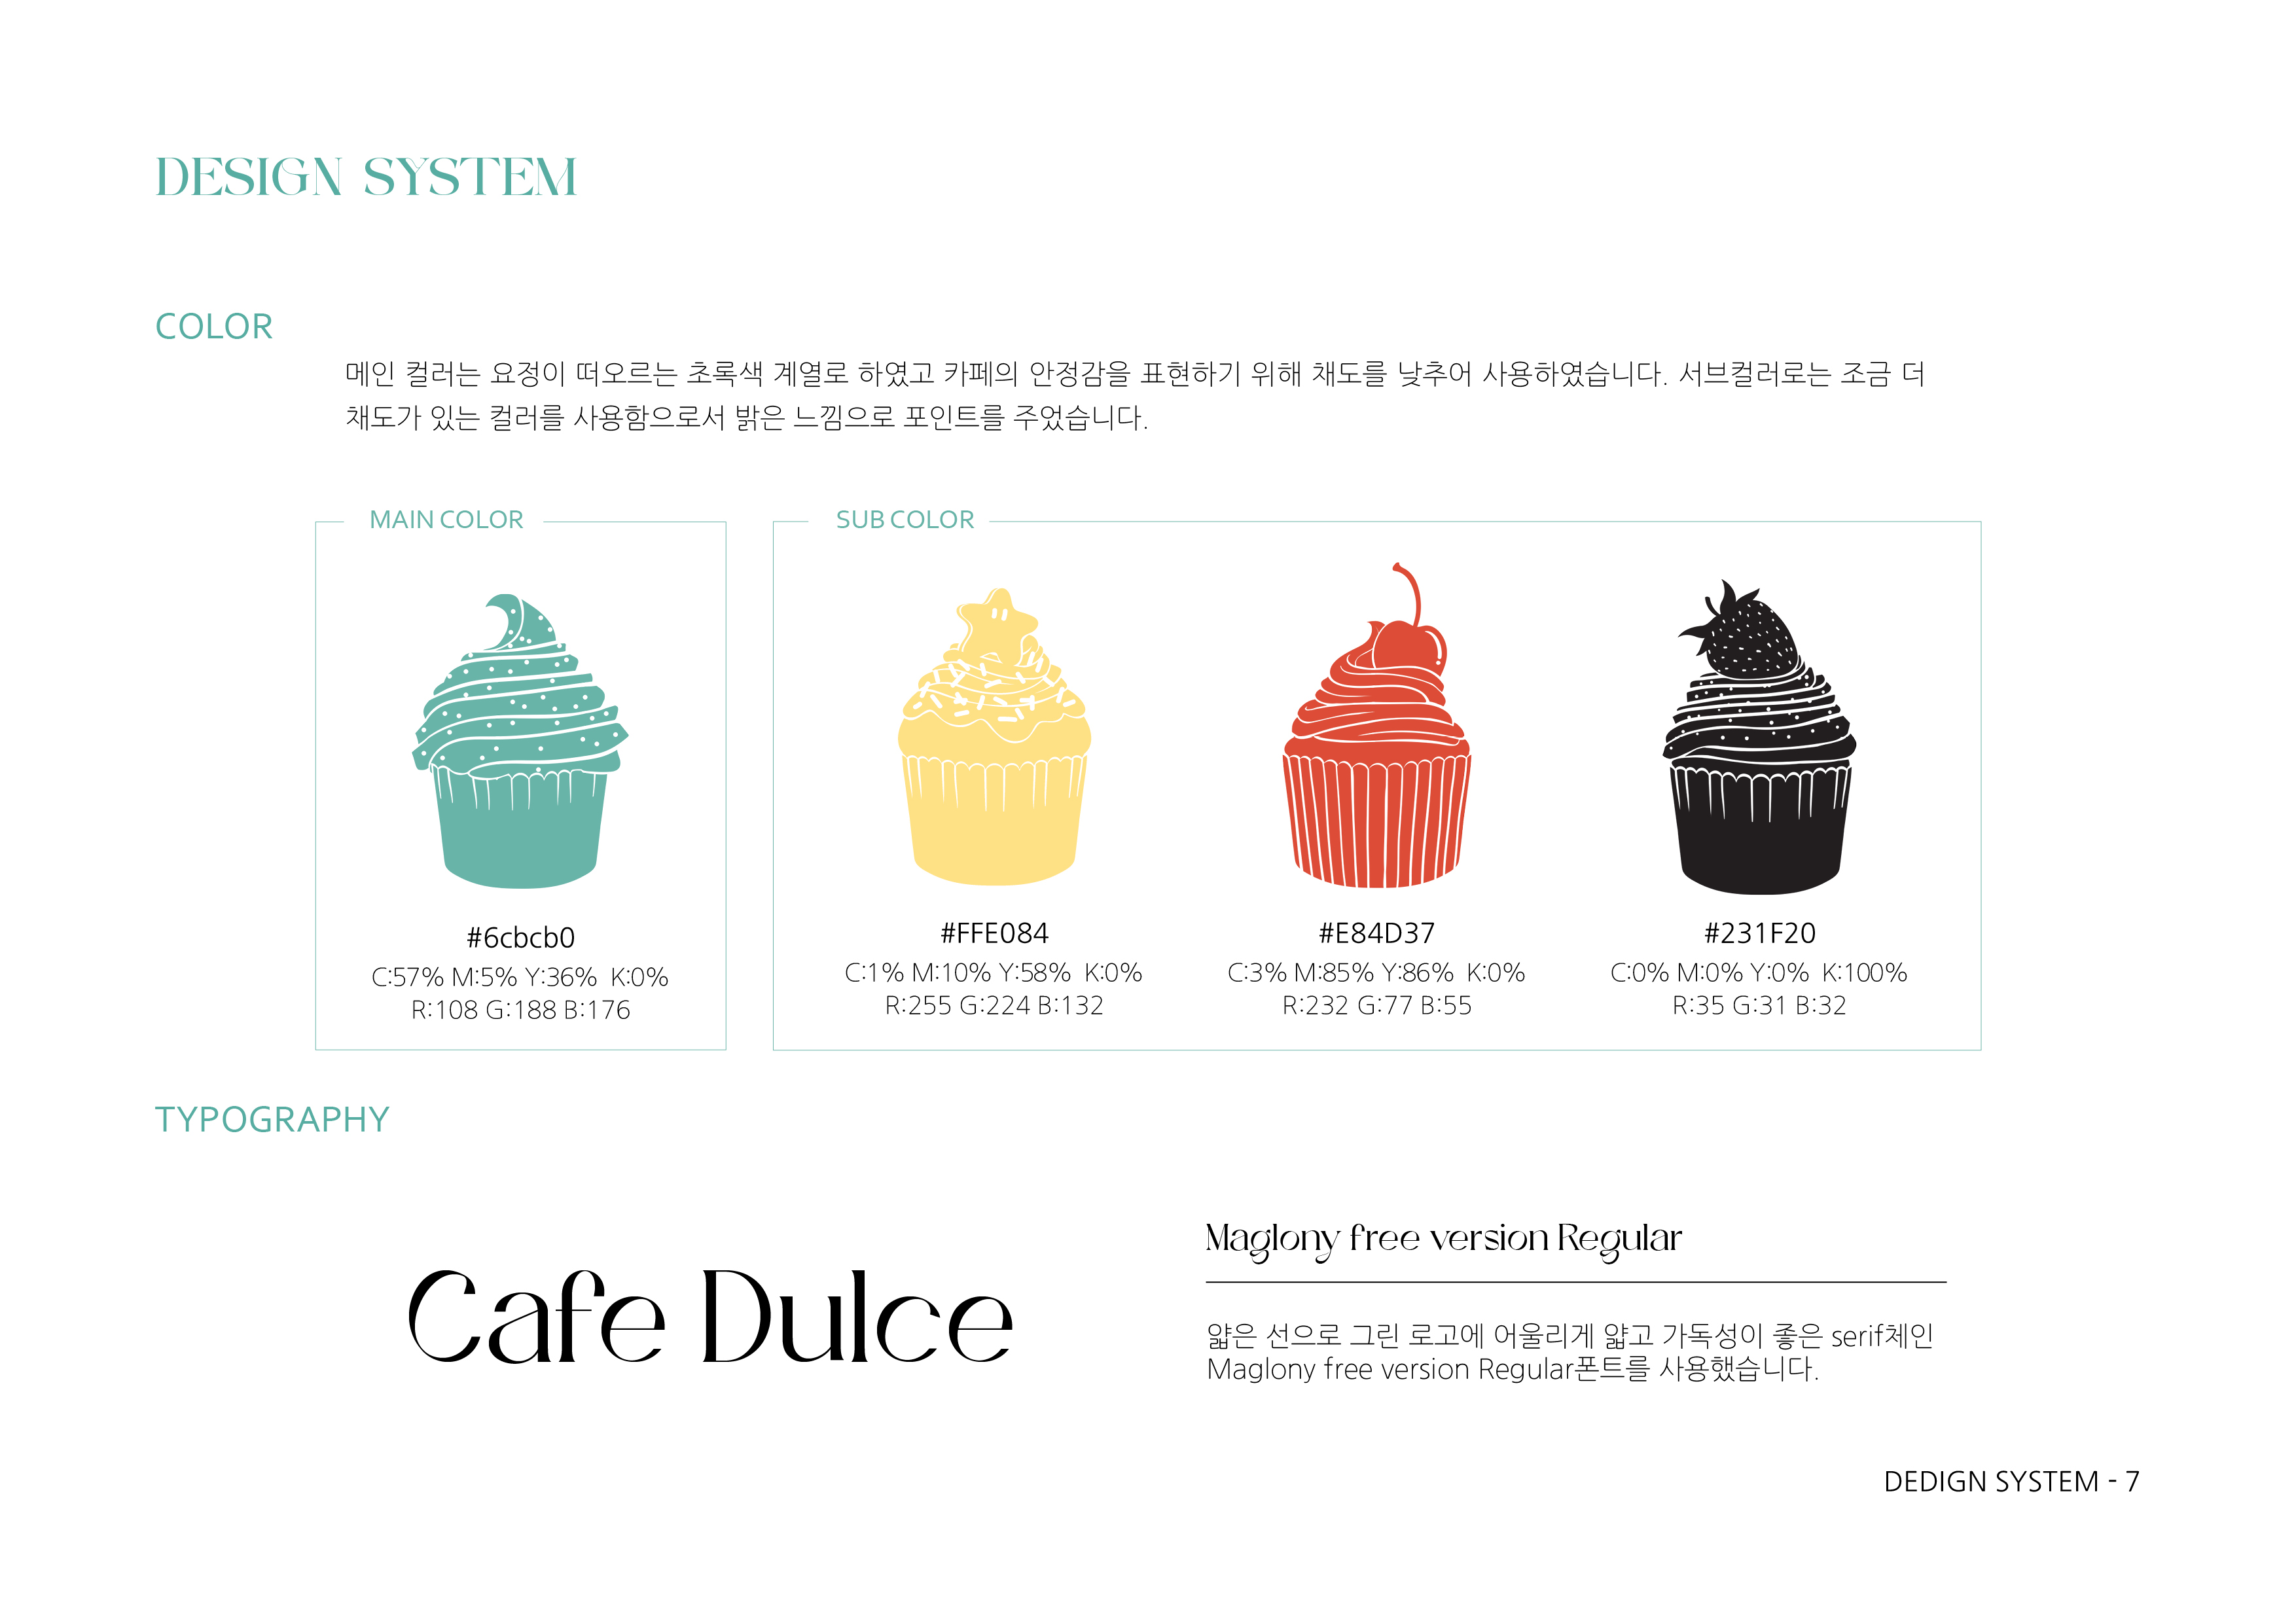 DESIGN SYSTEM
COLOR
메인 컬러는 요정이 떠오르는 초록색 계열로 하였고 카페의 안정감을 표현하기 위해 채도를 낮추어 사용하였습니다. 서브컬러로는 조금 더
채도가 있는 컬러를 사용함으로서 밝은 느낌으로 포인트를 주었습니다.
MAIN COLOR
#6cbcb0
C:57% M:5% Y:36% K:0%
R:108 G:188 B:176
SUB COLOR
#FFE084
C:1% M:10% Y:58% K:0%
R:255 G:224 B:132
#E84D37
C:3% M:85% Y:86% K:0%
R:232 G:77 B:55
#231F20
C:0% M:0% Y:0% K:100%
R:35 G:31 B:32
TYPOGRAPHY
Cafe Dulce
Maglony free version Regular
얇은 선으로 그린 로고에 어울리게 얇고 가독성이 좋은 serif체인
Maglony free version Regular폰트를 사용했습니다.
DEDIGN SYSTEM - 7